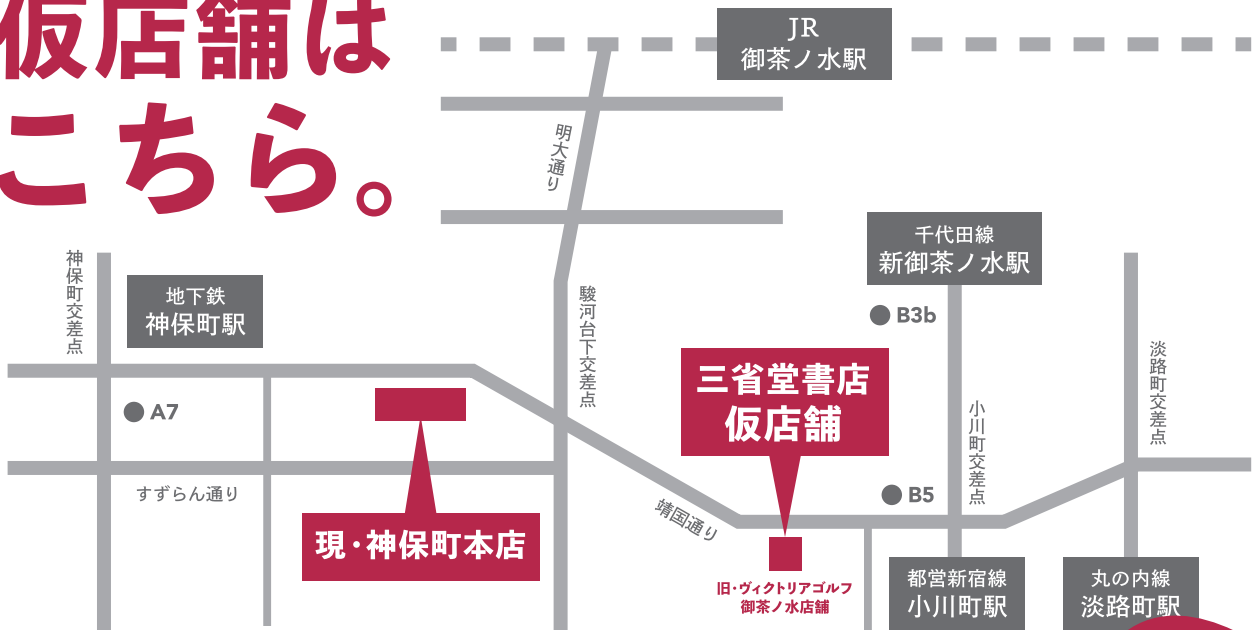 仮店舗は
こちら。
JR
御茶ノ水駅
明大通り
千代田線
新御茶ノ水駅
B3b
神保町交差点
地下鉄
神保町駅
駿河台下交差点
淡路町交差点
三省堂書店
仮店舗
A7
小川町交差点
すずらん通り
B5
靖国通り
現・神保町本店
旧・ヴィクトリアゴルフ
御茶ノ水店舗
都営新宿線
小川町駅
丸の内線
淡路町駅